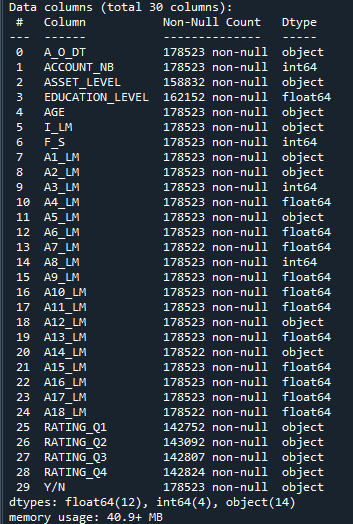 Data columns (total 30 columns):
 #   Column           Non-Null Count   Dtype
---  ------           --------------   -----
 0   A_O_DT           178523 non-null  object
 1   ACCOUNT_NB       178523 non-null  int64
 2   ASSET_LEVEL      158832 non-null  object
 3   EDUCATION_LEVEL  162152 non-null  float64
 4   AGE              178523 non-null  object
 5   I_LM             178523 non-null  object
 6   F_S              178523 non-null  int64
 7   A1_LM            178523 non-null  object
 8   A2_LM            178523 non-null  object
 9   A3_LM            178523 non-null  int64
 10  A4_LM            178523 non-null  float64
 11  A5_LM            178523 non-null  object
 12  A6_LM            178523 non-null  float64
 13  A7_LM            178522 non-null  float64
 14  A8_LM            178523 non-null  int64
 15  A9_LM            178523 non-null  float64
 16  A10_LM           178523 non-null  float64
 17  A11_LM           178523 non-null  float64
 18  A12_LM           178523 non-null  object
 19  A13_LM           178523 non-null  float64
 20  A14_LM           178522 non-null  object
 21  A15_LM           178523 non-null  float64
 22  A16_LM           178523 non-null  float64
 23  A17_LM           178523 non-null  float64
 24  A18_LM           178522 non-null  float64
 25  RATING_Q1        142752 non-null  object
 26  RATING_Q2        143092 non-null  object
 27  RATING_Q3        142807 non-null  object
 28  RATING_Q4        142824 non-null  object
 29  Y/N              178523 non-null  object
dtypes: float64(12), int64(4), object(14)
memory usage: 40.9+ MB